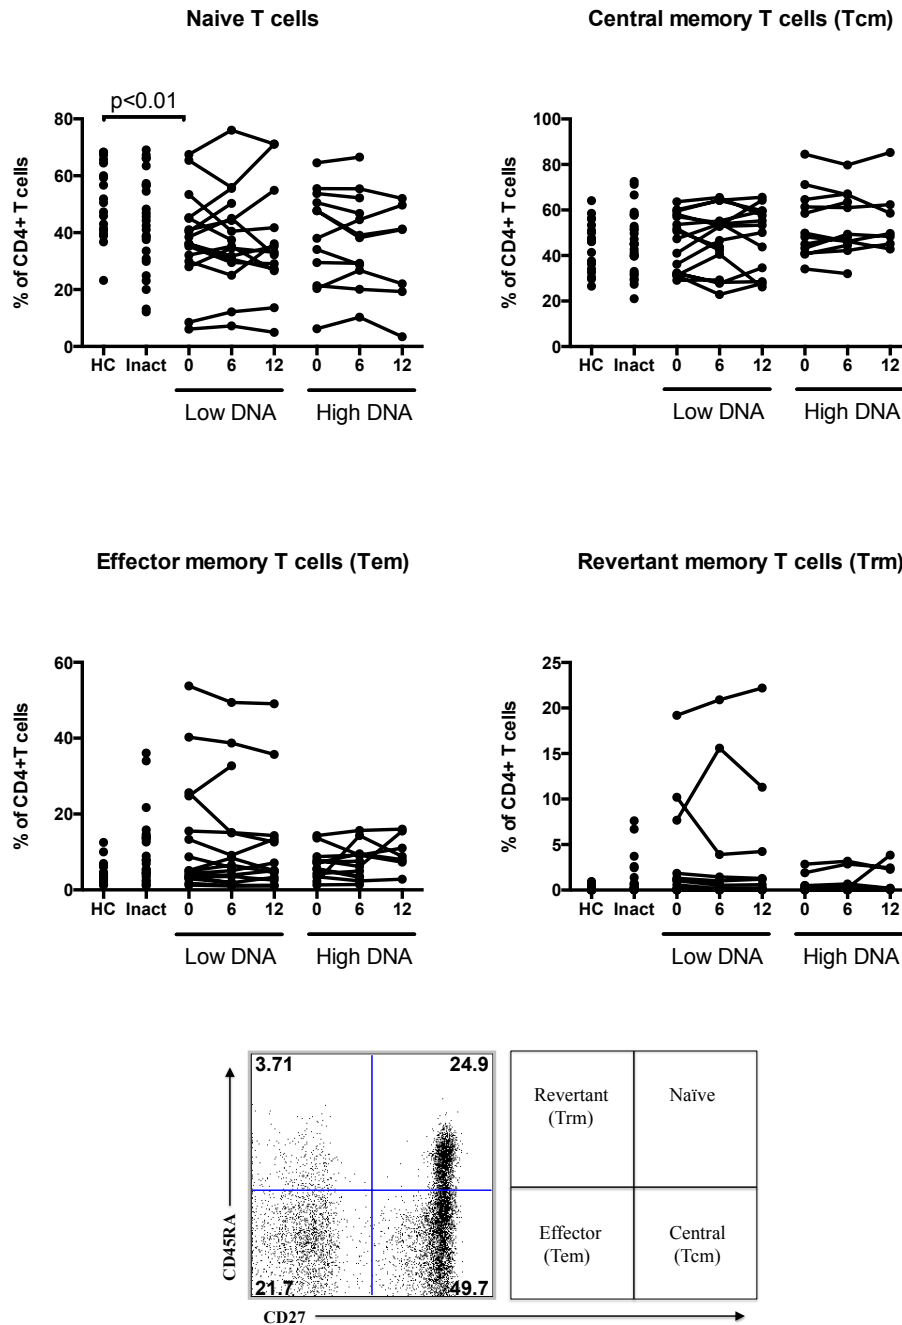 Naive T cells
Central memory T cells (Tcm)
p<0.01
% of CD4+ T cells
80
60
40
20
0
HC Inact 0 6 12 0 6 12
Low DNA High DNA
% of CD4+ T cells
100
80
60
40
20
0
HC Inact 0 6 12 0 6 12
Low DNA High DNA
Effector memory T cells (Tem)
Revertant memory T cells (Trm)
% of CD4+T cells
60
40
20
0
HC Inact 0 6 12 0 6 12
Low DNA High DNA
% of CD4+ T cells
25
20
15
10
5
0
HC Inact 0 6 12 0 6 12
Low DNA High DNA
CD45RA
3.71 24.9
21.7 49.7
CD27
Revertant
(Trm)
Naïve
Effector
(Tem)
Central
(Tcm)